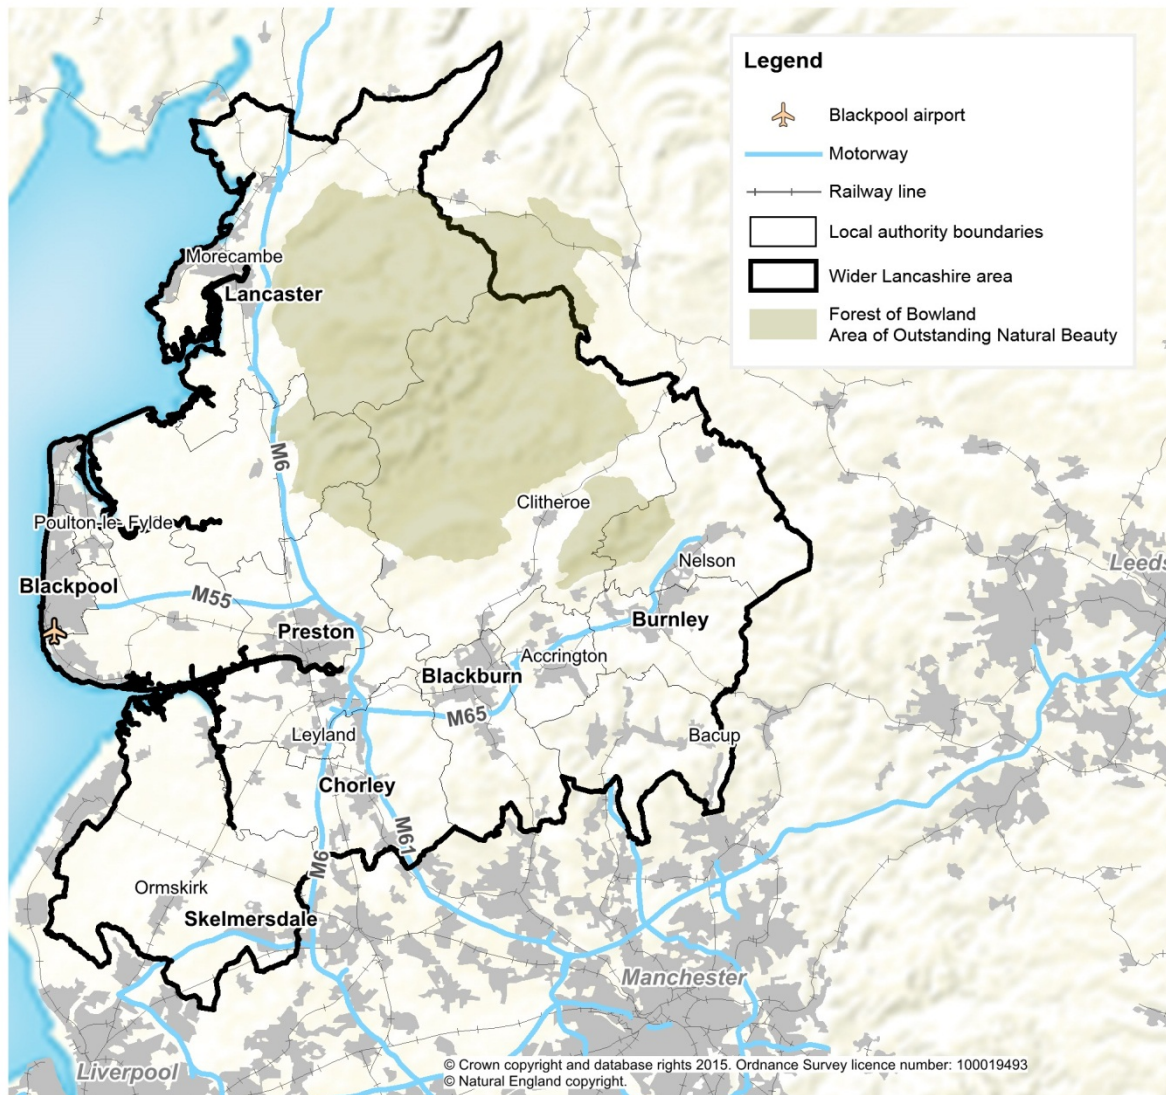 Legend
Blackpool airport
Motorway
Railway line
Local authority boundaries
Wider Lancashire area
Forest of Bowland
Area of Outstanding Natural Beauty
Morecambe
Lancaster
M6
Clitheroe
Poulton-le- Fylde
Nelson
Leeds
Blackpool
M55
Preston
Burnley
Accrington
Blackburn
M65
Leyland
Bacup
Chorley
M61
M6
Ormskirk
Skelmersdale
Manchester
Liverpool
© Crown copyright and database rights 2015. Ordnance Survey licence number: 100019493
© Natural England copyright.